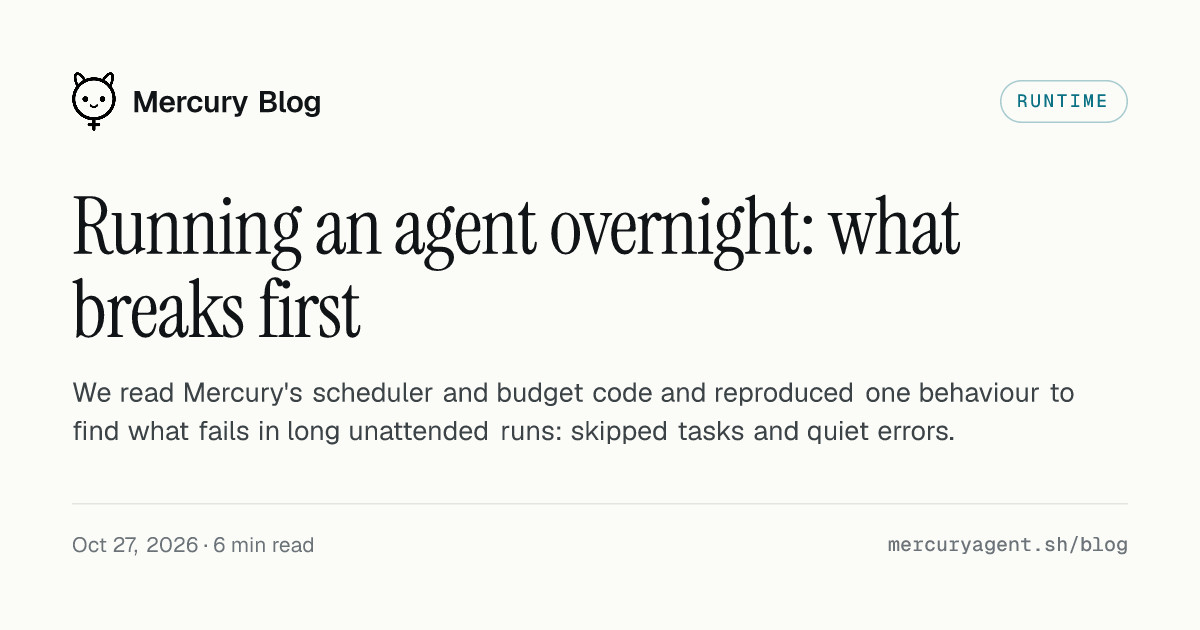 Mercury Blog
RUNTIME
Running an agent overnight: what
breaks first
We read Mercury's scheduler and budget code and reproduced one behaviour to
find what fails in long unattended runs: skipped tasks and quiet errors.
Oct 27, 2026 · 6 min read
mercuryagent.sh/blog